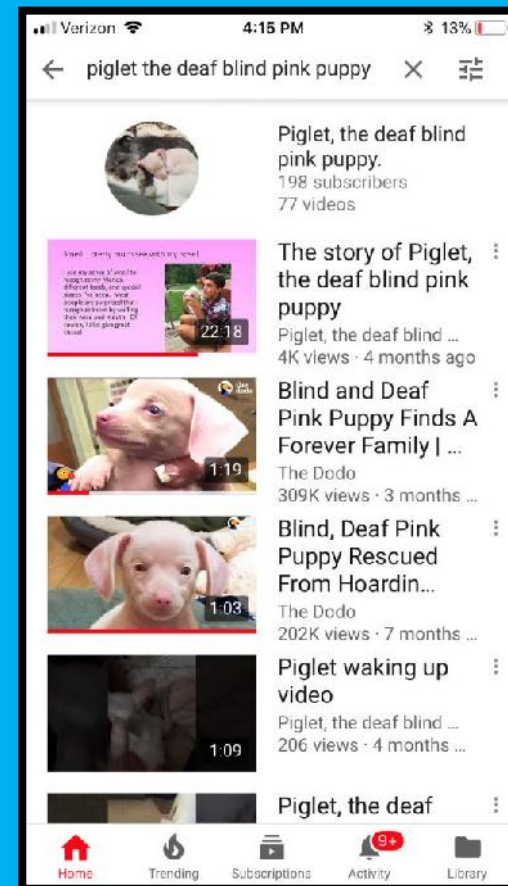 Verizon 4:15 PM 13%
piglet the deaf blind pink puppy
Piglet, the deaf blind
pink puppy.
198 subscribers
77 videos
22:18
The story of Piglet,
the deaf blind pink
puppy
Piglet, the deaf blind ...
4K views · 4 months ago
the
dodo
1:19
Blind and Deaf
Pink Puppy Finds A
Forever Family | ...
The Dodo
309K views · 3 months ...
1:03
Blind, Deaf Pink
Puppy Rescued
From Hoardin...
The Dodo
202K views · 7 months ...
1:09
Piglet waking up
video
Piglet, the deaf blind ...
206 views · 4 months ...
Piglet, the deaf
9+
Home Trending Subscriptions Activity Library